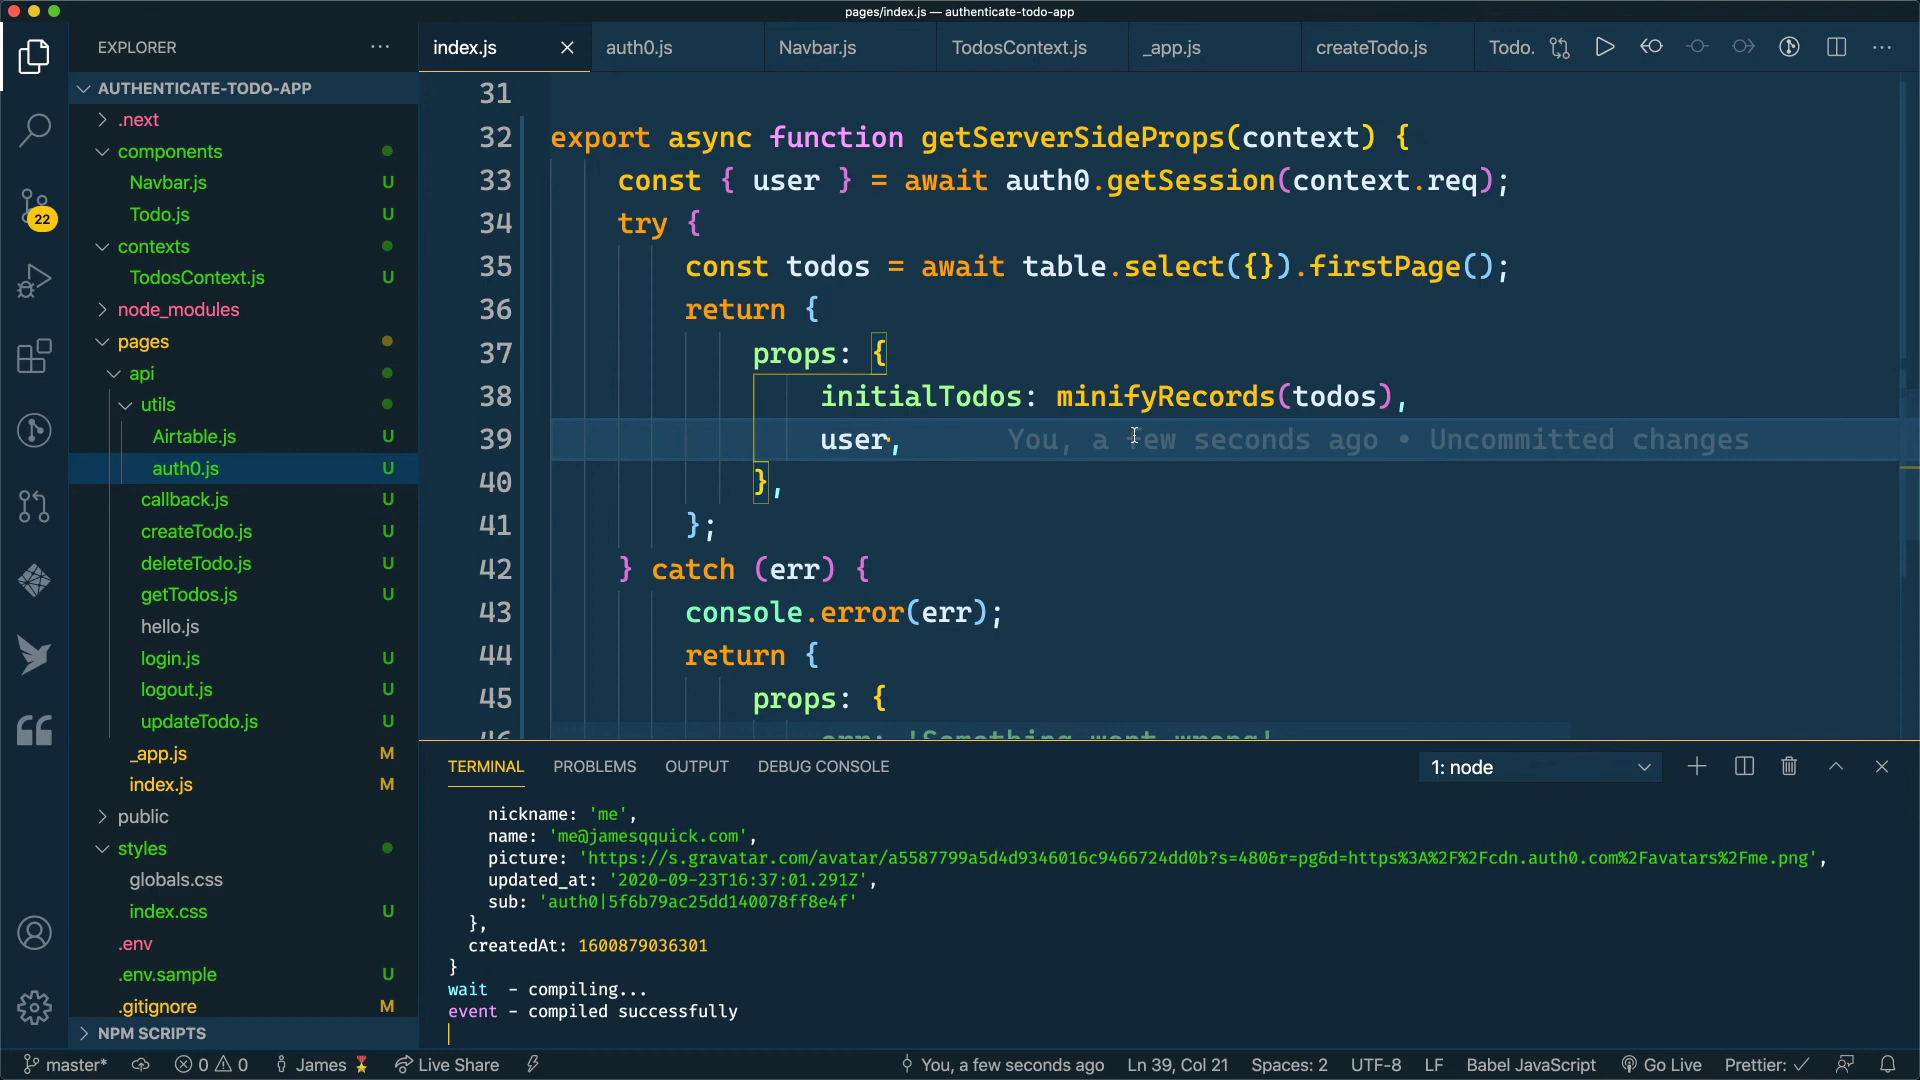 pages/index.js — authenticate-todo-app
EXPLORER
AUTHENTICATE-TODO-APP
.next
components
Navbar.js U
Todo.js U
contexts
TodosContext.js U
node_modules
pages
api
utils
Airtable.js U
auth0.js U
callback.js U
createTodo.js U
deleteTodo.js U
getTodos.js U
hello.js
login.js U
logout.js U
updateTodo.js U
_app.js M
index.js M
public
styles
globals.css
index.css U
.env
.env.sample U
.gitignore M
NPM SCRIPTS
22
index.js auth0.js Navbar.js TodosContext.js _app.js createTodo.js Todo.
31
32 export async function getServerSideProps(context) {
33 const { user } = await auth0.getSession(context.req);
34 try {
35 const todos = await table.select({}).firstPage();
36 return {
37 props: {
38 initialTodos: minifyRecords(todos),
39 user, You, a few seconds ago • Uncommitted changes
40 },
41 };
42 } catch (err) {
43 console.error(err);
44 return {
45 props: {
46 err: 'Something went wrong'
TERMINAL PROBLEMS OUTPUT DEBUG CONSOLE 1: node
nickname: 'me',
name: 'me@jamesqquick.com',
picture: 'https://s.gravatar.com/avatar/a5587799a5d4d9346016c9466724dd0b?s=480&r=pg&d=https%3A%2F%2Fcdn.auth0.com%2Favatars%2Fme.png',
updated_at: '2020-09-23T16:37:01.291Z',
sub: 'auth0|5f6b79ac25dd140078ff8e4f'
},
createdAt: 1600879036301
}
wait - compiling...
event - compiled successfully
master* 0 0 James Live Share You, a few seconds ago Ln 39, Col 21 Spaces: 2 UTF-8 LF Babel JavaScript Go Live Prettier: ✓